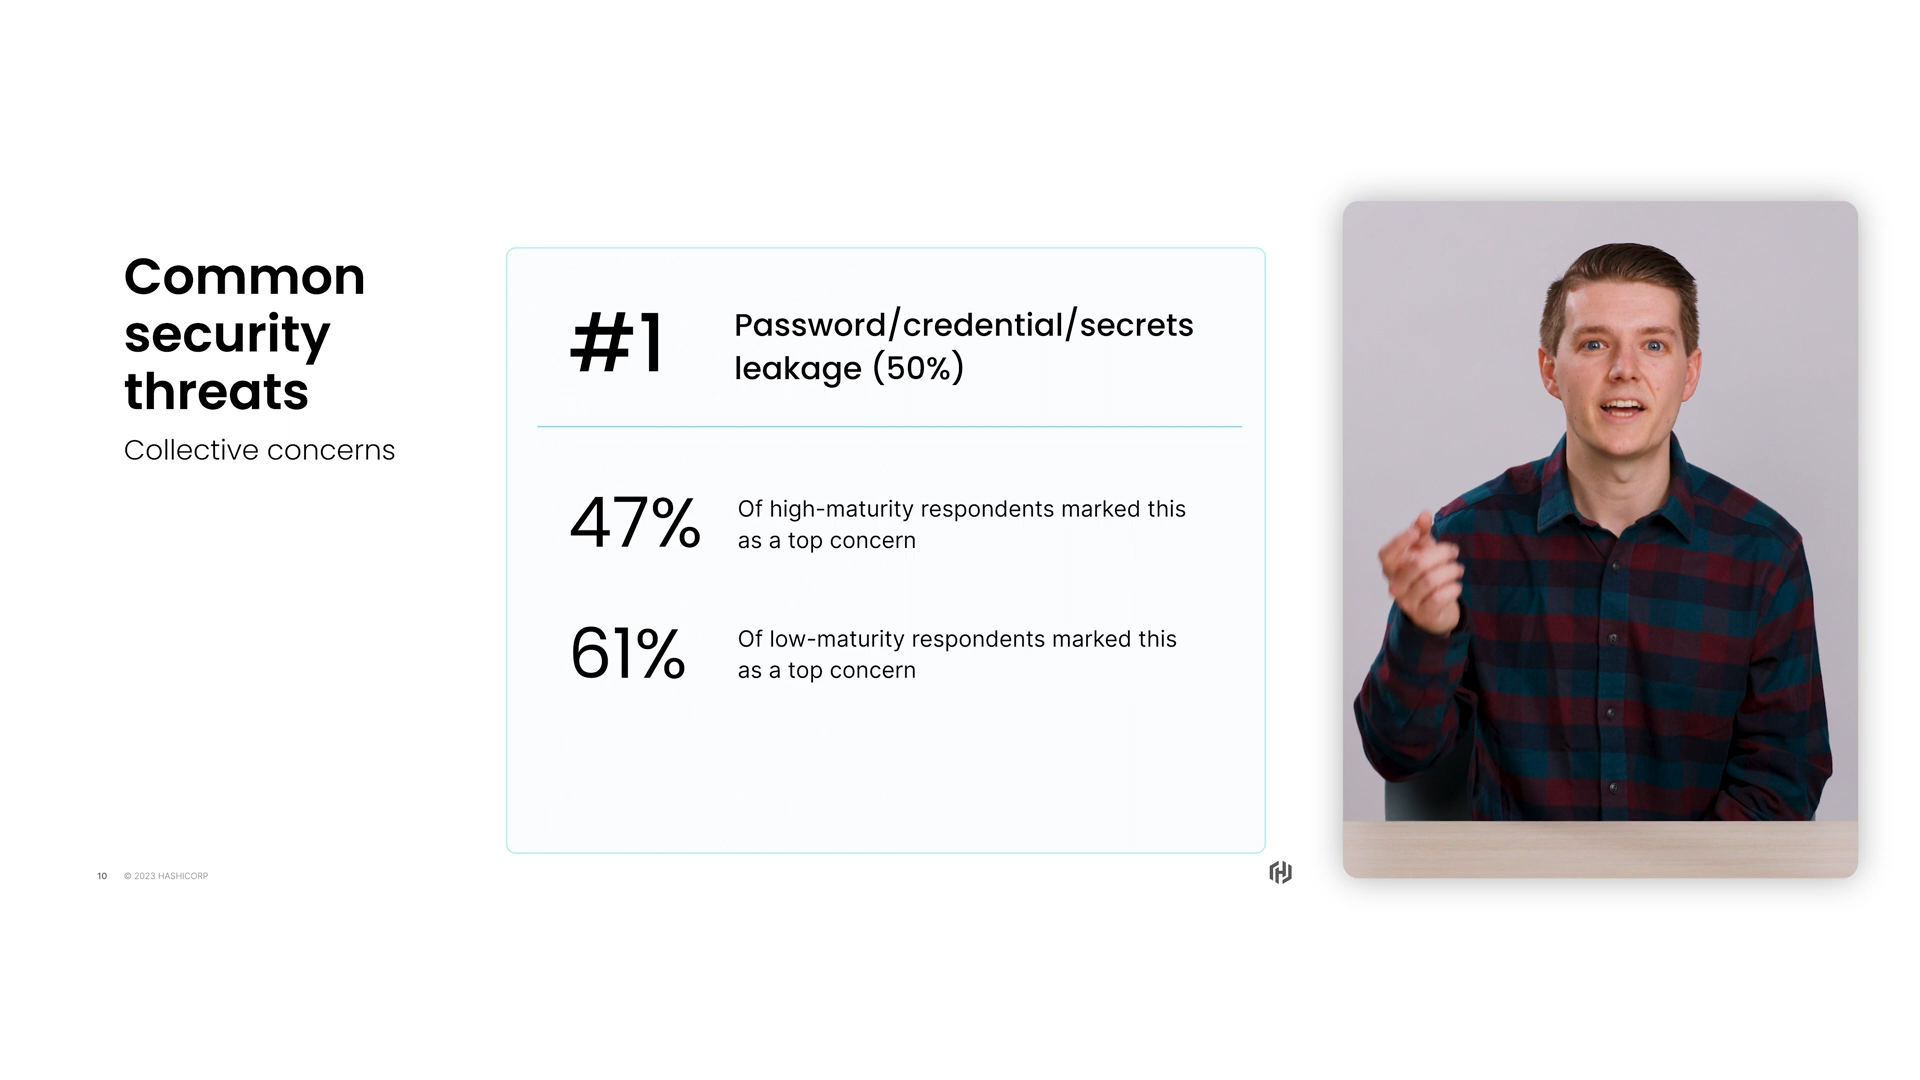 Common
security
threats
Collective concerns
#1
Password/credential/secrets
leakage (50%)
47%
Of high-maturity respondents marked this
as a top concern
61%
Of low-maturity respondents marked this
as a top concern
10
© 2023 HASHICORP